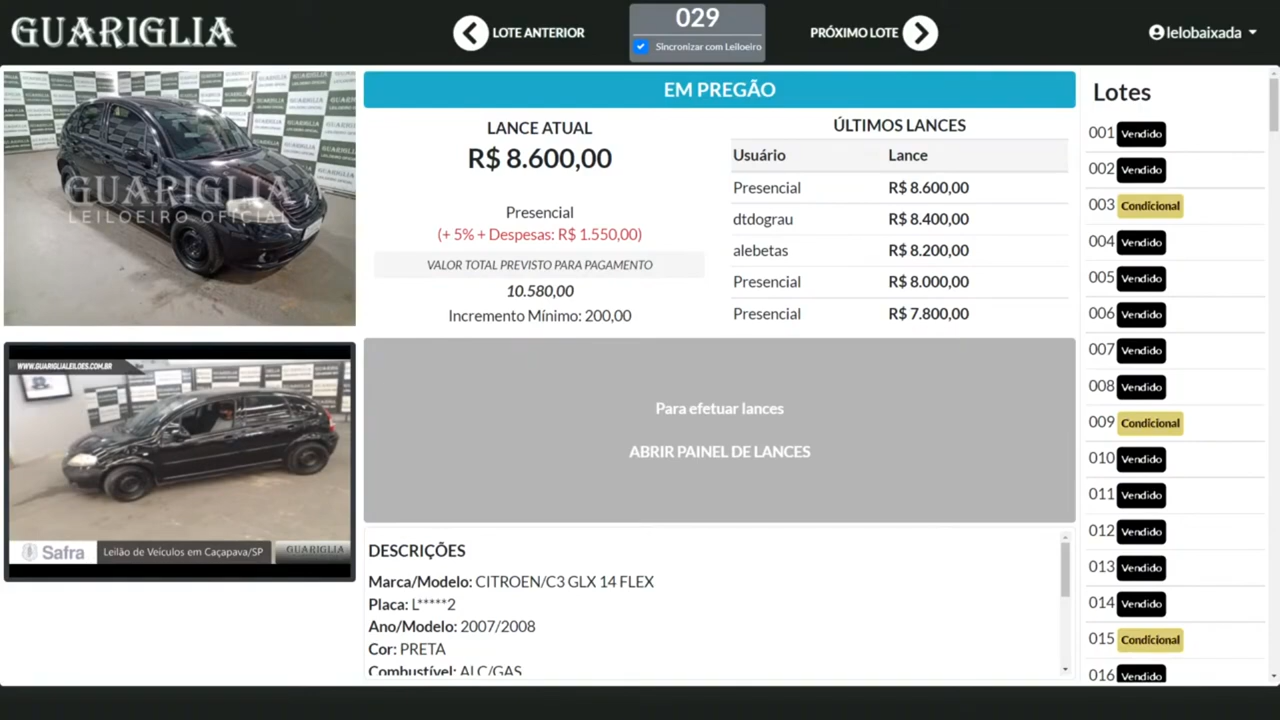 GUARIGLIA
LOTE ANTERIOR
029
Sincronizar com Leiloeiro
PRÓXIMO LOTE
lelobaixada
GUARIGLIA
LEILOEIRO OFICIAL
WWW.GUARIGLIALEILOES.COM.BR
Safra
Leilão de Veículos em Caçapava/SP
GUARIGLIA
EM PREGÃO
LANCE ATUAL
R$ 8.600,00
Presencial
(+ 5% + Despesas: R$ 1.550,00)
VALOR TOTAL PREVISTO PARA PAGAMENTO
10.580,00
Incremento Mínimo: 200,00
ÚLTIMOS LANCES
Usuário Lance
Presencial R$ 8.600,00
dtdograu R$ 8.400,00
alebetas R$ 8.200,00
Presencial R$ 8.000,00
Presencial R$ 7.800,00
Para efetuar lances
ABRIR PAINEL DE LANCES
DESCRIÇÕES
Marca/Modelo: CITROEN/C3 GLX 14 FLEX
Placa: L*****2
Ano/Modelo: 2007/2008
Cor: PRETA
Combustível: ALC/GAS
Lotes
001 Vendido
002 Vendido
003 Condicional
004 Vendido
005 Vendido
006 Vendido
007 Vendido
008 Vendido
009 Condicional
010 Vendido
011 Vendido
012 Vendido
013 Vendido
014 Vendido
015 Condicional
016 Vendido